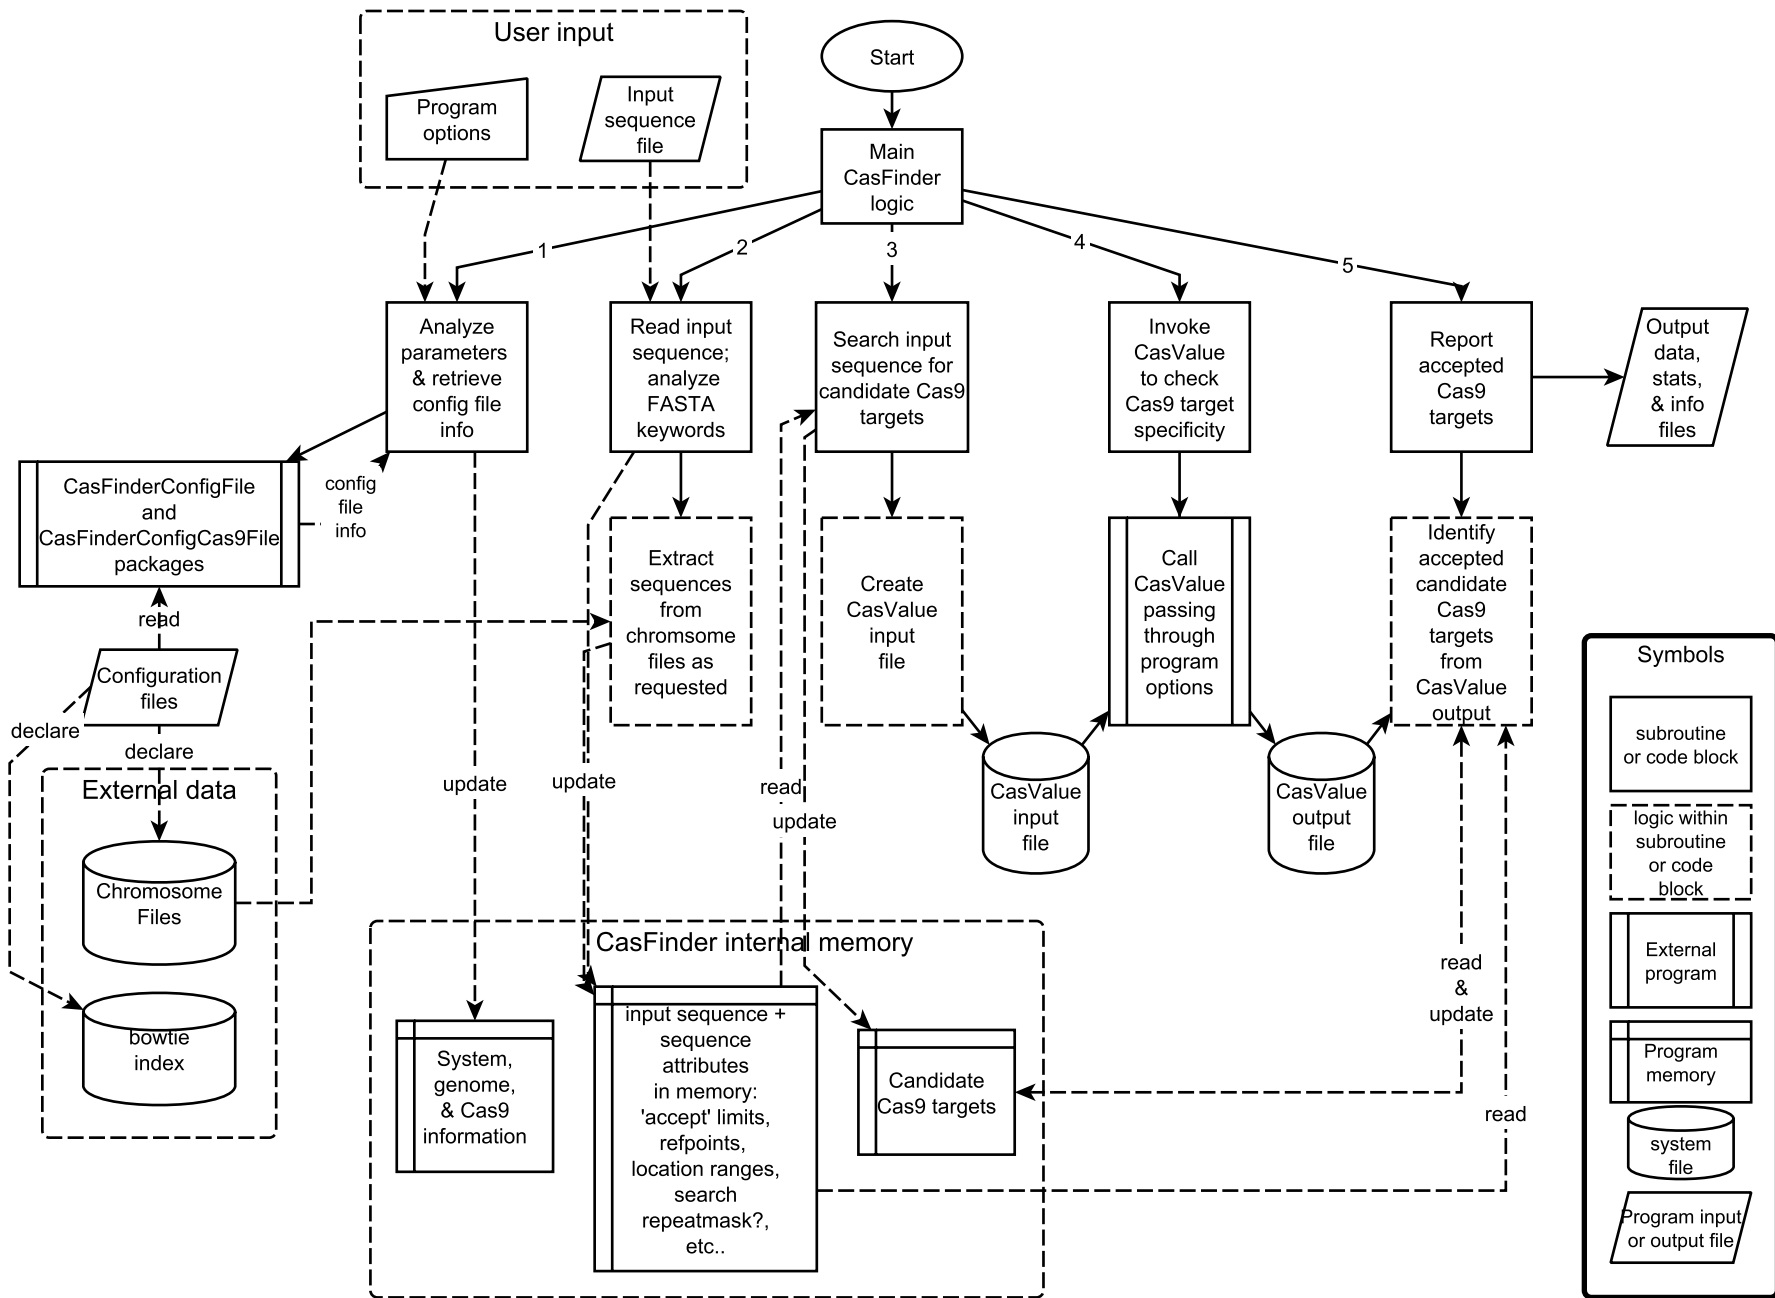 User input
Program
options
Input
sequence
file
Start
Main
CasFinder
logic
1
2
3
4
5
Analyze
parameters
& retrieve
config file
info
Read input
sequence;
analyze
FASTA
keywords
Search input
sequence for
candidate Cas9
targets
Invoke
CasValue
to check
Cas9 target
specificity
Report
accepted
Cas9
targets
Output
data,
stats,
& info
files
CasFinderConfigFile
and
CasFinderConfigCas9File
packages
config
file
info
Extract
sequences
from
chromsome
files as
requested
Create
CasValue
input
file
Call
CasValue
passing
through
program
options
Identify
accepted
candidate
Cas9
targets
from
CasValue
output
read
Configuration
files
declare
declare
External data
Chromosome
Files
bowtie
index
update
update
read
update
CasValue
input
file
CasValue
output
file
read
&
update
read
CasFinder internal memory
System,
genome,
& Cas9
information
input sequence +
sequence
attributes
in memory:
'accept' limits,
refpoints,
location ranges,
search
repeatmask?,
etc..
Candidate
Cas9 targets
Symbols
subroutine
or code block
logic within
subroutine
or code
block
External
program
Program
memory
system
file
Program input
or output file